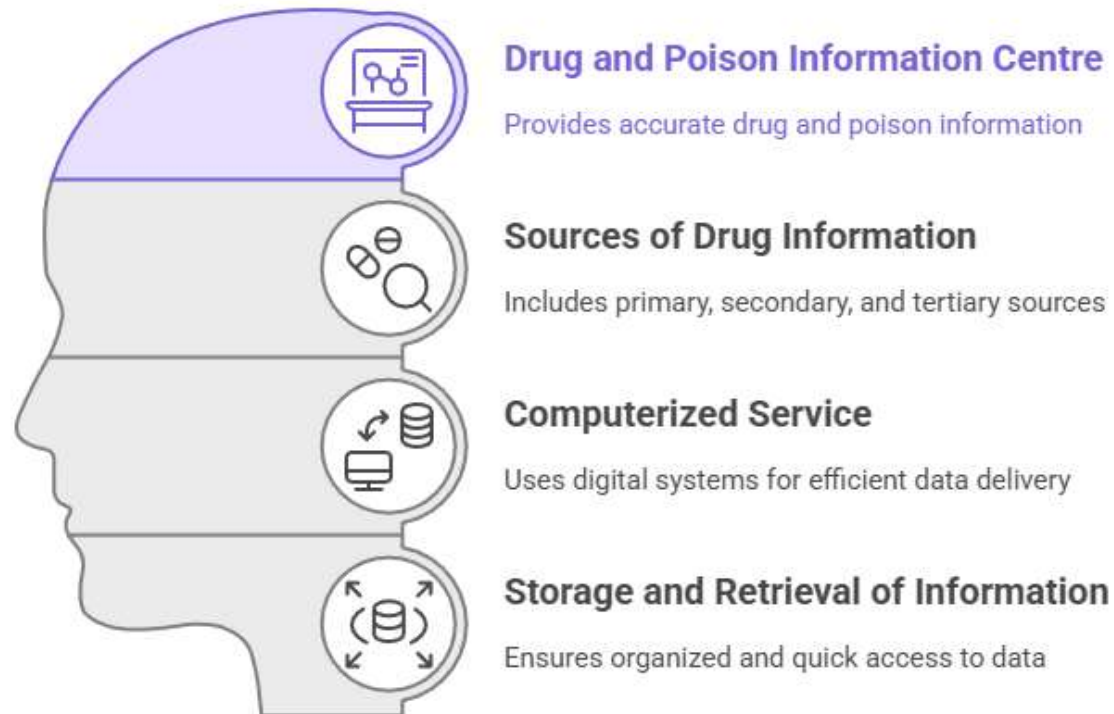 Drug and Poison Information Centre
Provides accurate drug and poison information
Sources of Drug Information
Includes primary, secondary, and tertiary sources
Computerized Service
Uses digital systems for efficient data delivery
Storage and Retrieval of Information
Ensures organized and quick access to data